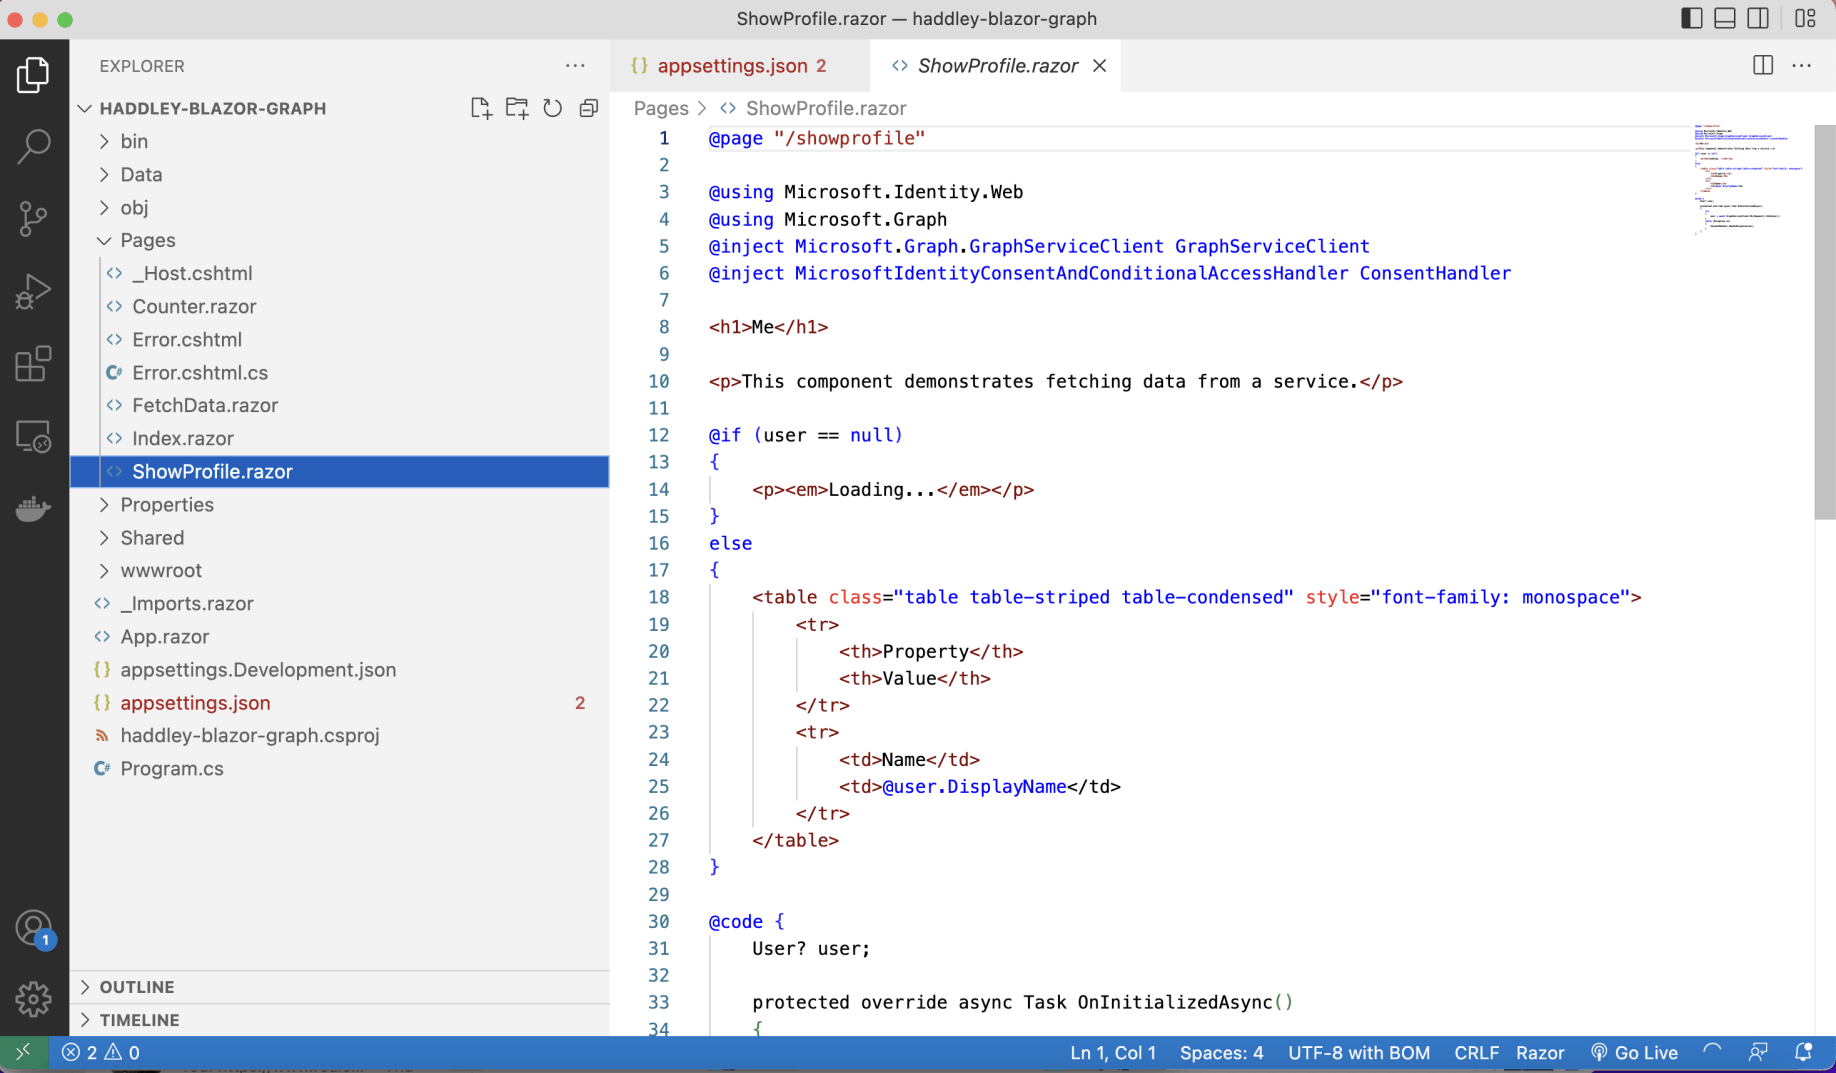 ShowProfile.razor — haddley-blazor-graph
EXPLORER
HADDLEY-BLAZOR-GRAPH
bin
Data
obj
Pages
_Host.cshtml
Counter.razor
Error.cshtml
Error.cshtml.cs
FetchData.razor
Index.razor
ShowProfile.razor
Properties
Shared
wwwroot
_Imports.razor
App.razor
appsettings.Development.json
appsettings.json 2
haddley-blazor-graph.csproj
Program.cs
OUTLINE
TIMELINE
1
appsettings.json 2
ShowProfile.razor
Pages > ShowProfile.razor
1 @page "/showprofile"
2
3 @using Microsoft.Identity.Web
4 @using Microsoft.Graph
5 @inject Microsoft.Graph.GraphServiceClient GraphServiceClient
6 @inject MicrosoftIdentityConsentAndConditionalAccessHandler ConsentHandler
7
8 <h1>Me</h1>
9
10 <p>This component demonstrates fetching data from a service.</p>
11
12 @if (user == null)
13 {
14 <p><em>Loading...</em></p>
15 }
16 else
17 {
18 <table class="table table-striped table-condensed" style="font-family: monospace">
19 <tr>
20 <th>Property</th>
21 <th>Value</th>
22 </tr>
23 <tr>
24 <td>Name</td>
25 <td>@user.DisplayName</td>
26 </tr>
27 </table>
28 }
29
30 @code {
31 User? user;
32
33 protected override async Task OnInitializedAsync()
34 {
2 0
Ln 1, Col 1 Spaces: 4 UTF-8 with BOM CRLF Razor Go Live